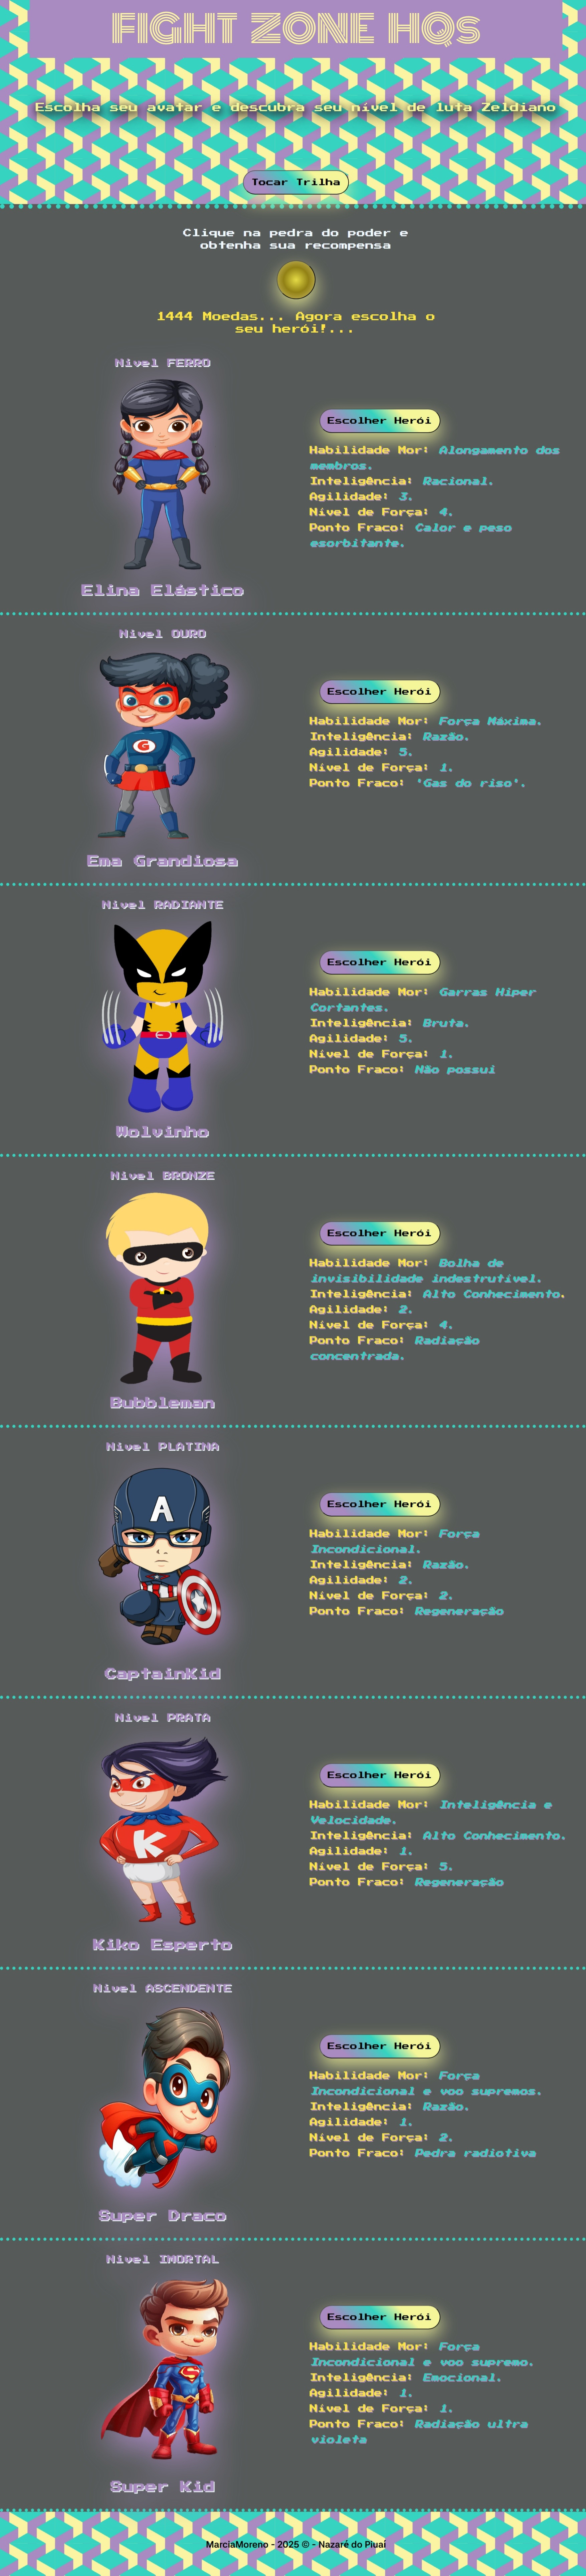 FIGHT ZONE HQs
Escolha seu avatar e descubra seu nível de luta Zeldiano
Tocar Trilha
Clique na pedra do poder e
obtenha sua recompensa
1444 Moedas... Agora escolha o
seu herói!...
Nivel FERRO
Escolher Herói
Habilidade Mor: Alongamento dos
membros.
Inteligência: Racional.
Agilidade: 3.
Nível de Força: 4.
Ponto Fraco: Calor e peso
esorbitante.
Elina Elástico
Nivel OURO
G
Escolher Herói
Habilidade Mor: Força Máxima.
Inteligência: Razão.
Agilidade: 5.
Nível de Força: 1.
Ponto Fraco: 'Gas do riso'.
Ema Grandiosa
Nivel RADIANTE
Escolher Herói
Habilidade Mor: Garras Hiper
Cortantes.
Inteligência: Bruta.
Agilidade: 5.
Nível de Força: 1.
Ponto Fraco: Não possui
Wolvinho
Nivel BRONZE
Escolher Herói
Habilidade Mor: Bolha de
invisibilidade indestrutível.
Inteligência: Alto Conhecimento.
Agilidade: 2.
Nível de Força: 4.
Ponto Fraco: Radiação
concentrada.
Bubbleman
Nivel PLATINA
A
Escolher Herói
Habilidade Mor: Força
Incondicional.
Inteligência: Razão.
Agilidade: 2.
Nível de Força: 2.
Ponto Fraco: Regeneração
CaptainKid
Nivel PRATA
K
Escolher Herói
Habilidade Mor: Inteligência e
Velocidade.
Inteligência: Alto Conhecimento.
Agilidade: 1.
Nível de Força: 5.
Ponto Fraco: Regeneração
Kiko Esperto
Nivel ASCENDENTE
Escolher Herói
Habilidade Mor: Força
Incondicional e voo supremos.
Inteligência: Razão.
Agilidade: 1.
Nível de Força: 2.
Ponto Fraco: Pedra radiotiva
Super Draco
Nivel IMORTAL
S
Escolher Herói
Habilidade Mor: Força
Incondicional e voo supremo.
Inteligência: Emocional.
Agilidade: 1.
Nível de Força: 1.
Ponto Fraco: Radiação ultra
violeta
Super Kid
MarciaMoreno - 2025 © - Nazaré do Piuaí